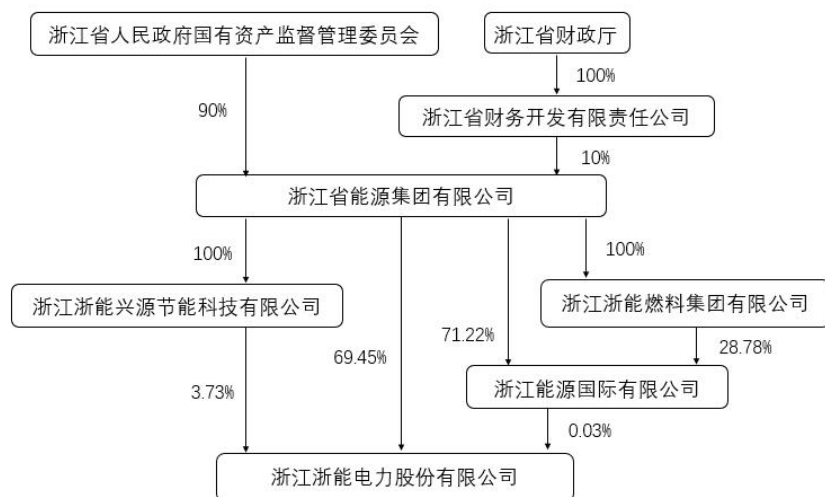 浙江省人民政府国有资产监督管理委员会
浙江省财政厅
100%
90%
浙江省财务开发有限责任公司
10%
浙江省能源集团有限公司
100%
100%
浙江浙能兴源节能科技有限公司
浙江浙能燃料集团有限公司
71.22%
28.78%
69.45%
3.73%
浙江能源国际有限公司
0.03%
浙江浙能电力股份有限公司